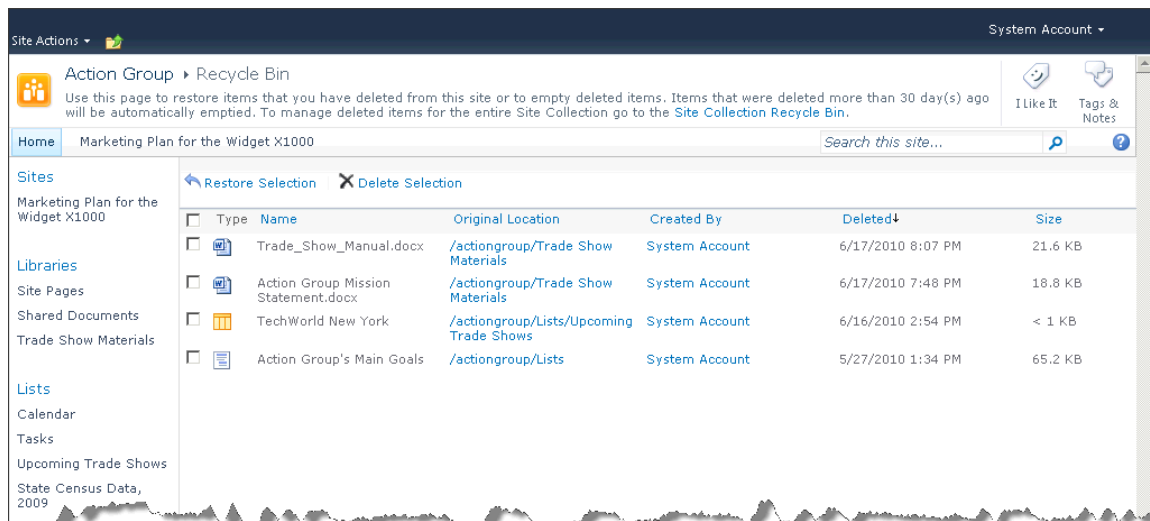 System Account
Site Actions
Action Group ▸ Recycle Bin
Use this page to restore items that you have deleted from this site or to empty deleted items. Items that were deleted more than 30 day(s) ago
will be automatically emptied. To manage deleted items for the entire Site Collection go to the Site Collection Recycle Bin.
I Like It
Tags &
Notes
Home Marketing Plan for the Widget X1000
Search this site...
Sites
Marketing Plan for the
Widget X1000
Libraries
Site Pages
Shared Documents
Trade Show Materials
Lists
Calendar
Tasks
Upcoming Trade Shows
State Census Data,
2009
Restore Selection Delete Selection
Type Name Original Location Created By Deleted Size
Trade_Show_Manual.docx /actiongroup/Trade Show System Account 6/17/2010 8:07 PM 21.6 KB
Materials
Action Group Mission /actiongroup/Trade Show System Account 6/17/2010 7:48 PM 18.8 KB
Statement.docx Materials
TechWorld New York /actiongroup/Lists/Upcoming System Account 6/16/2010 2:54 PM < 1 KB
Trade Shows
Action Group's Main Goals /actiongroup/Lists System Account 5/27/2010 1:34 PM 65.2 KB